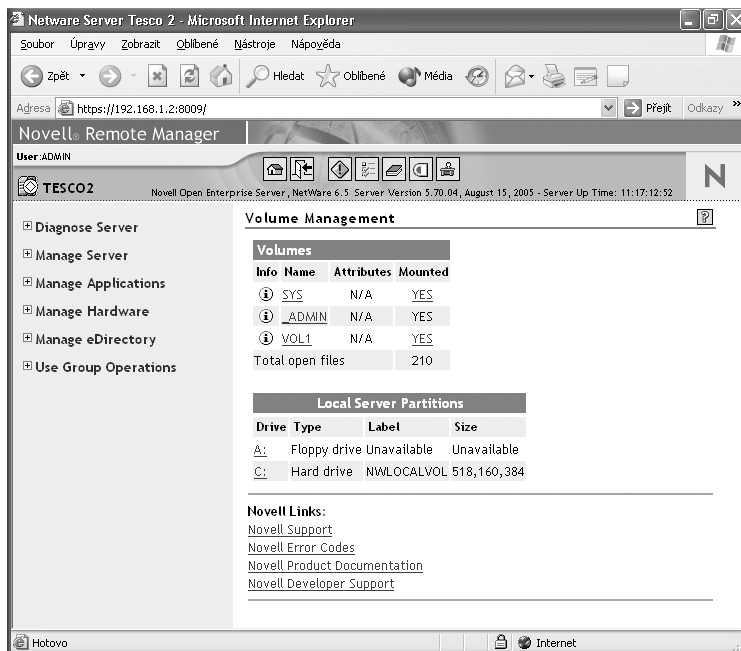 Netware Server Tesco 2 - Microsoft Internet Explorer
Soubor Úpravy Zobrazit Oblíbené Nástroje Nápověda
Zpět Hledat Oblíbené Média
Adresa https://192.168.1.2:8009/ Přejít Odkazy »
Novell® Remote Manager
User:ADMIN
TESCO2
Novell Open Enterprise Server, NetWare 6.5 Server Version 5.70.04, August 15, 2005 - Server Up Time: 11:17:12:52
N
Diagnose Server
Manage Server
Manage Applications
Manage Hardware
Manage eDirectory
Use Group Operations
Volume Management
Volumes
Info Name Attributes Mounted
SYS N/A YES
_ADMIN N/A YES
VOL1 N/A YES
Total open files 210
Local Server Partitions
Drive Type Label Size
A: Floppy drive Unavailable Unavailable
C: Hard drive NWLOCALVOL 518,160,384
Novell Links:
Novell Support
Novell Error Codes
Novell Product Documentation
Novell Developer Support
Hotovo Internet